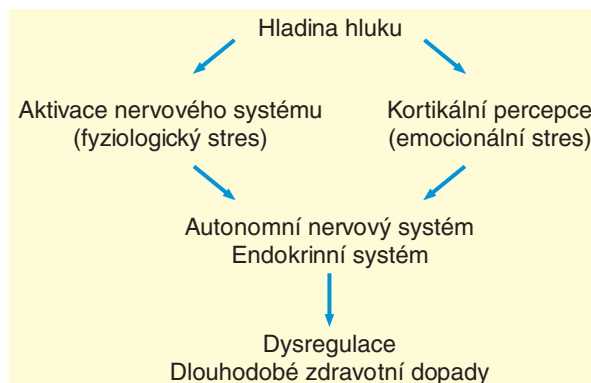 Hladina hluku
Aktivace nervového systému
(fyziologický stres)
Kortikální percepce
(emocionální stres)
Autonomní nervový systém
Endokrinní systém
Dysregulace
Dlouhodobé zdravotní dopady